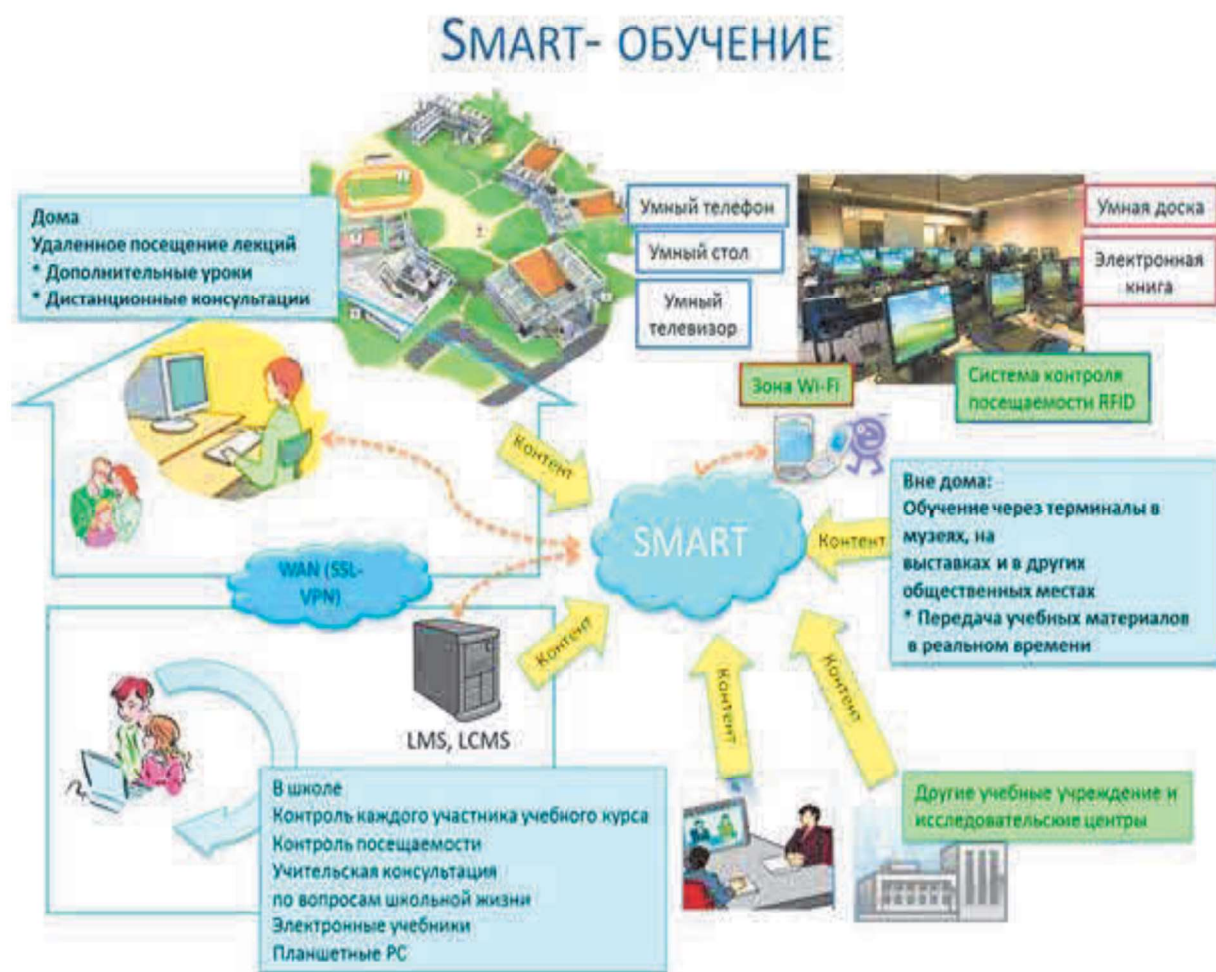 SMART- ОБУЧЕНИЕ
Дома
Удаленное посещение лекций
* Дополнительные уроки
* Дистанционные консультации
Умный телефон
Умный стол
Умный
телевизор
Умная доска
Электронная
книга
Зона Wi-Fi
Система контроля
посещаемости RFID
Контент
SMART
Контент
Вне дома:
Обучение через терминалы в
музеях, на
выставках и в других
общественных местах
* Передача учебных материалов
в реальном времени
WAN (SSL-
VPN)
Контент
Контент
Контент
LMS, LCMS
В школе
Контроль каждого участника учебного курса
Контроль посещаемости
Учительская консультация
по вопросам школьной жизни
Электронные учебники
Планшетные PC
Другие учебные учреждение и
исследовательские центры